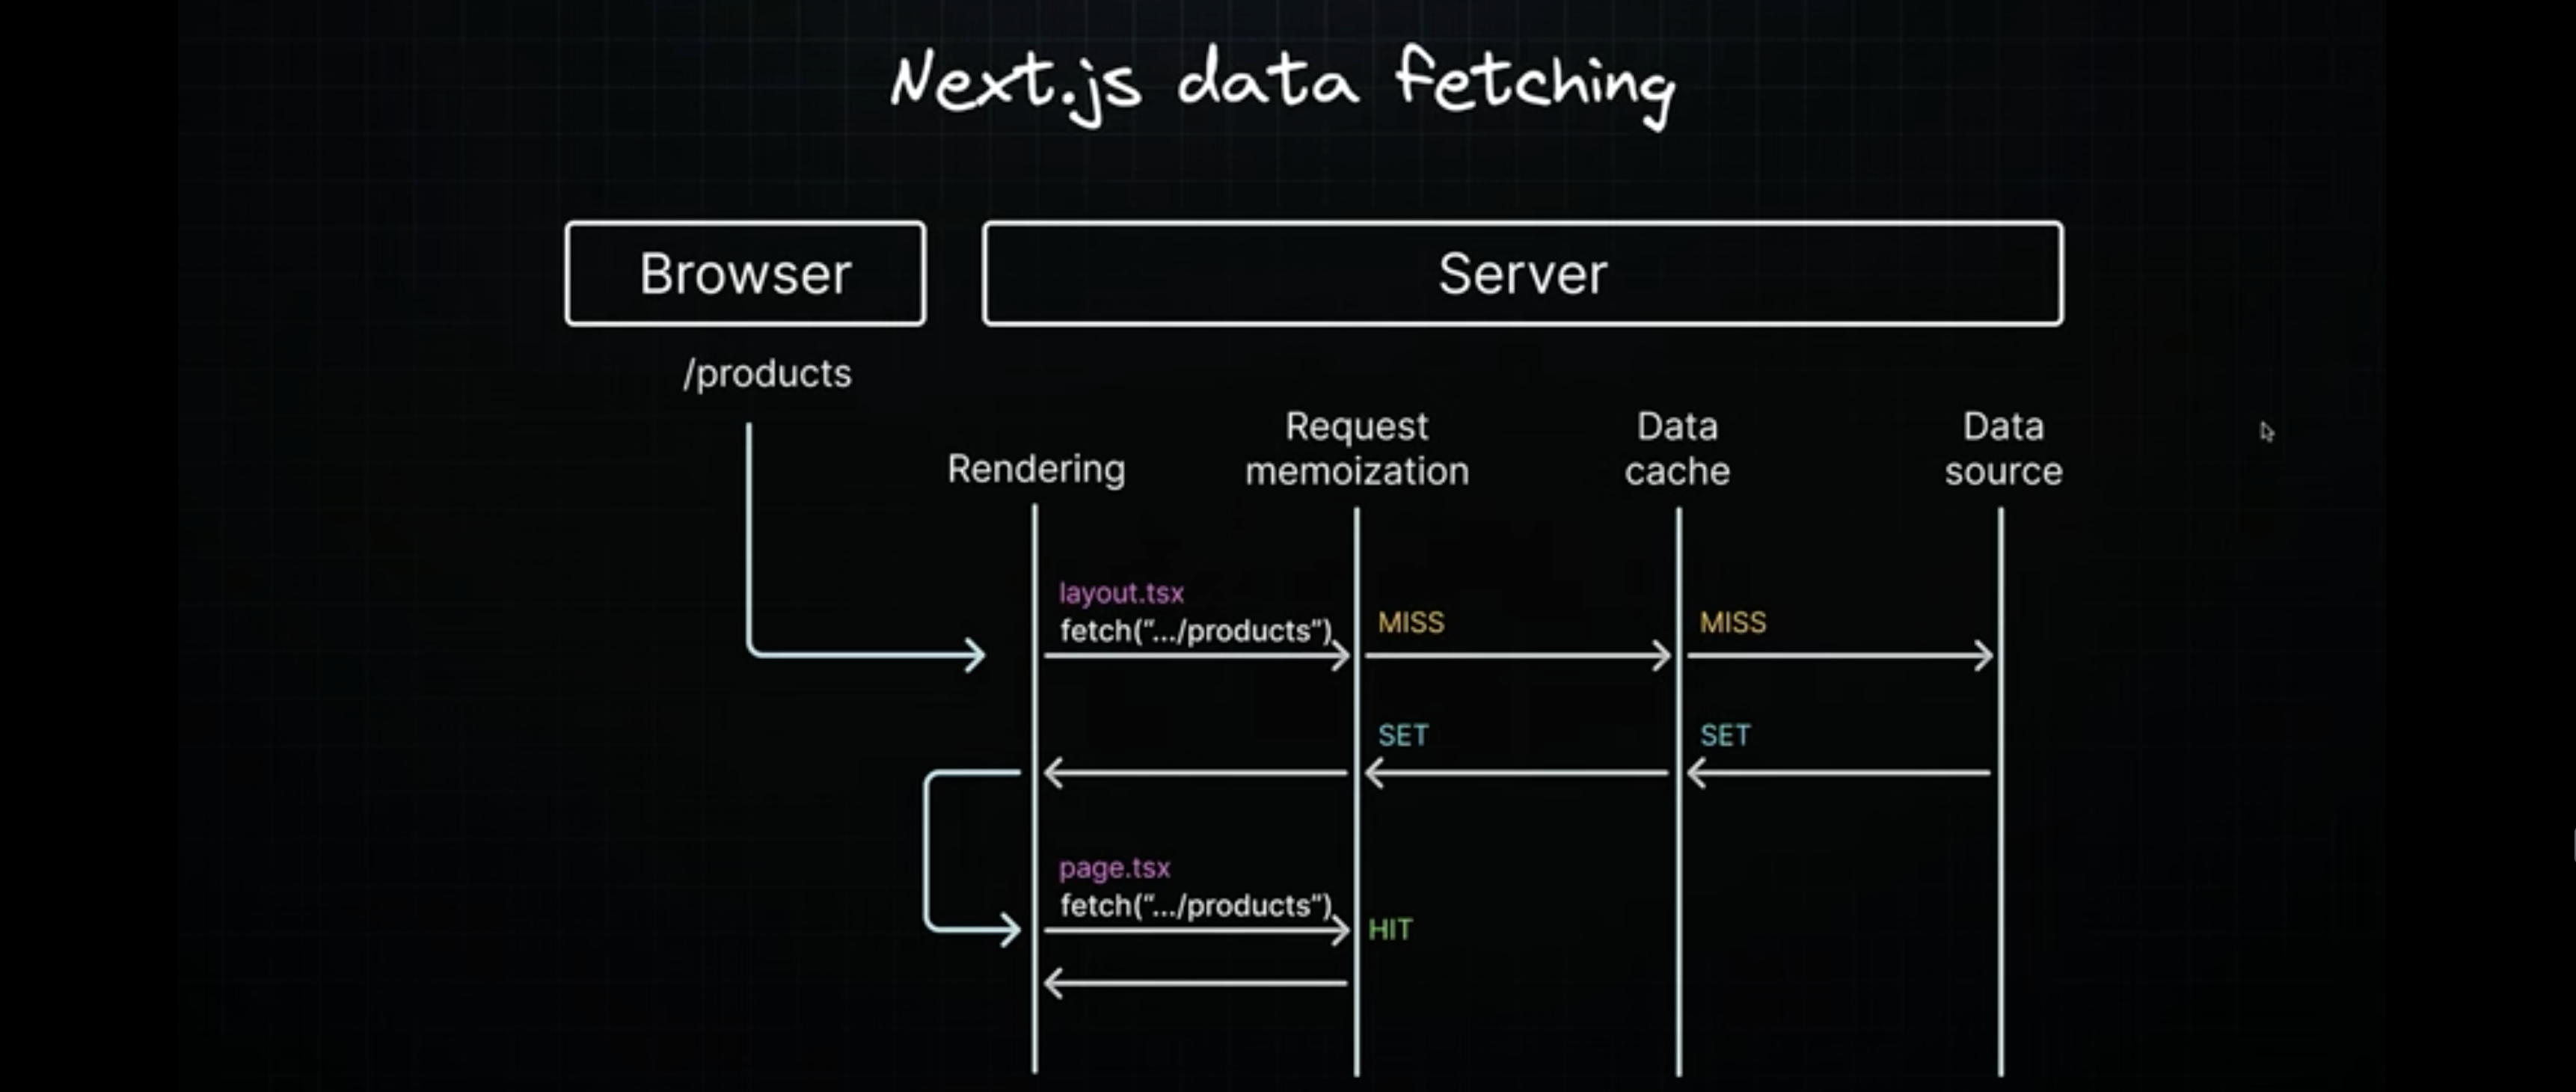 Next.js data fetching
Browser
Server
/products
Rendering
Request
memoization
Data
cache
Data
source
layout.tsx
fetch(“.../products”)
MISS
MISS
SET
SET
page.tsx
fetch(“.../products”)
HIT